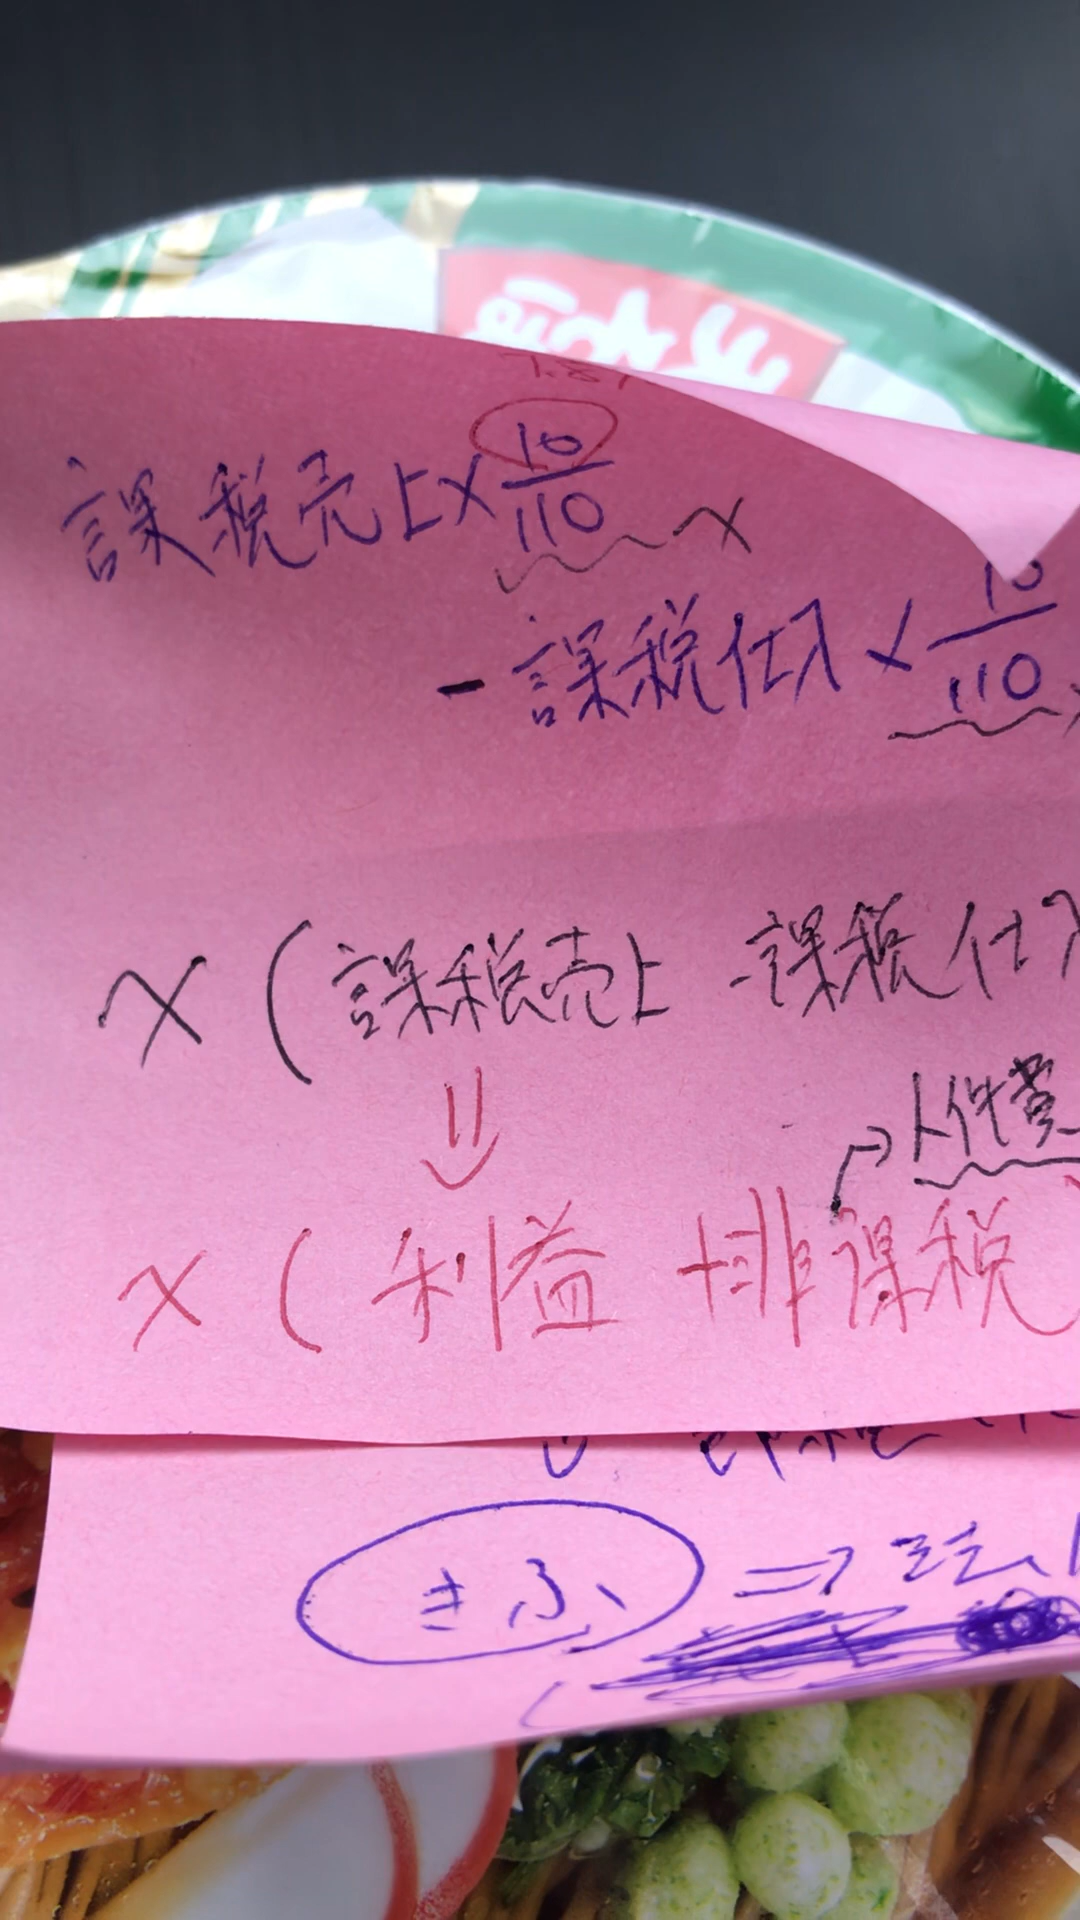 課税売上×10/110 x
-課税仕入×10/110
x(課税売上-課税仕入
人件費
x(利益+非課税)
きふ ⇒